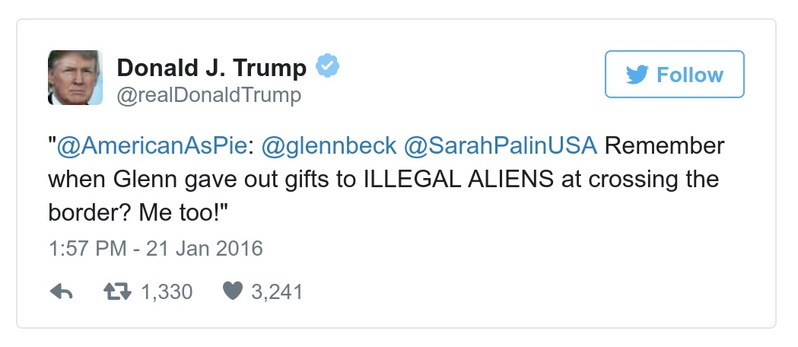 Donald J. Trump
@realDonaldTrump
Follow
"@AmericanAsPie: @glennbeck @SarahPalinUSA Remember
when Glenn gave out gifts to ILLEGAL ALIENS at crossing the
border? Me too!"
1:57 PM - 21 Jan 2016
1,330 3,241